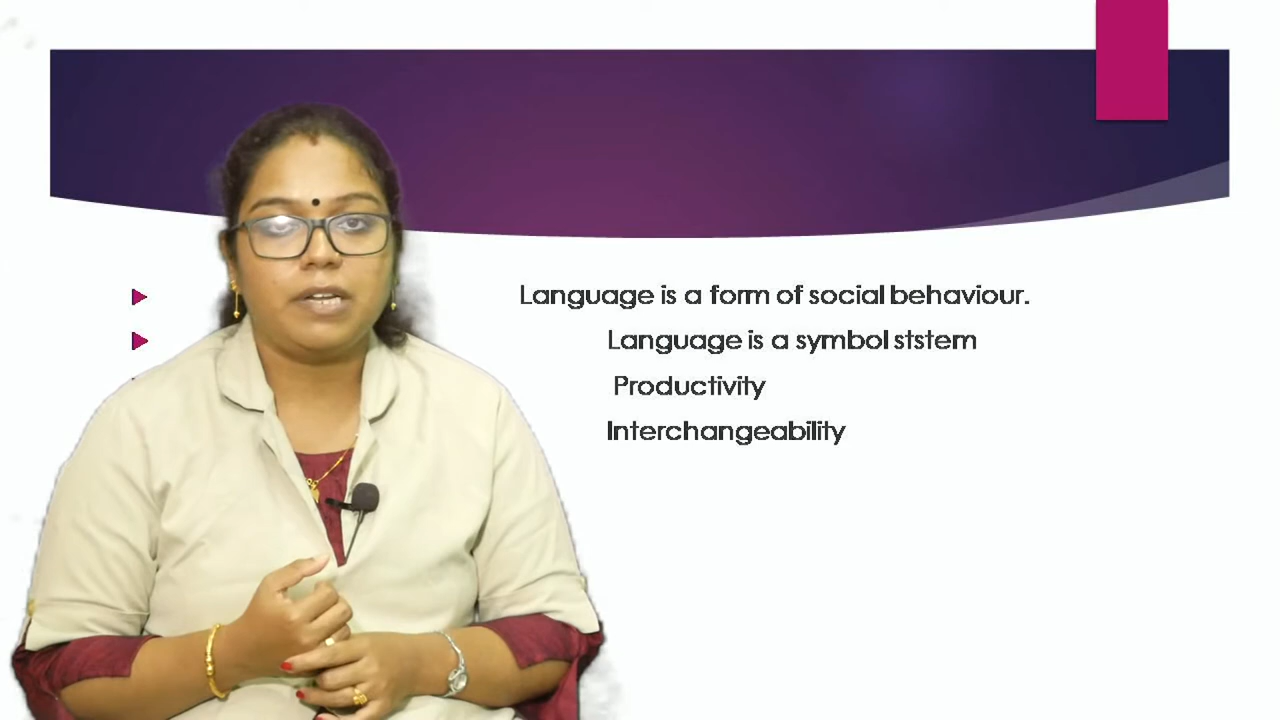 Language is a form of social behaviour.
Language is a symbol ststem
Productivity
Interchangeability